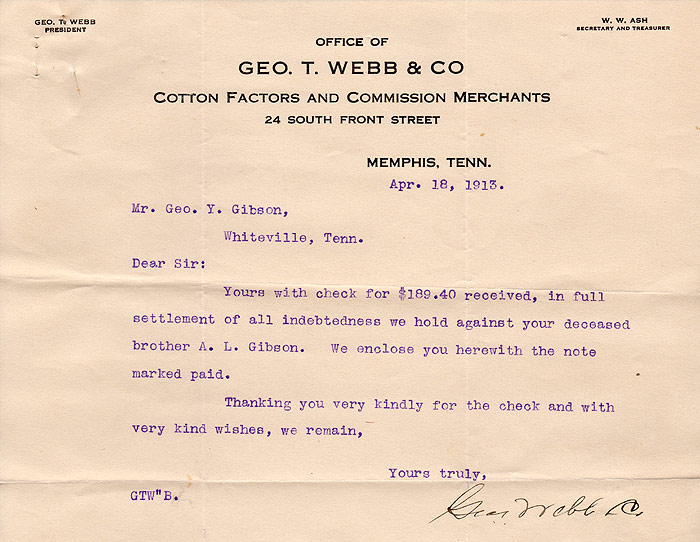 GEO. T. WEBB
PRESIDENT
W. W. ASH
SECRETARY AND TREASURER
OFFICE OF
GEO. T. WEBB & CO
COTTON FACTORS AND COMMISSION MERCHANTS
24 SOUTH FRONT STREET
MEMPHIS, TENN.
Apr. 18, 1913.
Mr. Geo. Y. Gibson,
Whiteville, Tenn.
Dear Sir:
Yours with check for $189.40 received, in full
settlement of all indebtedness we hold against your deceased
brother A. L. Gibson. We enclose you herewith the note
marked paid.
Thanking you very kindly for the check and with
very kind wishes, we remain,
Yours truly,
GTW"B.
Geo. T. Webb & Co.